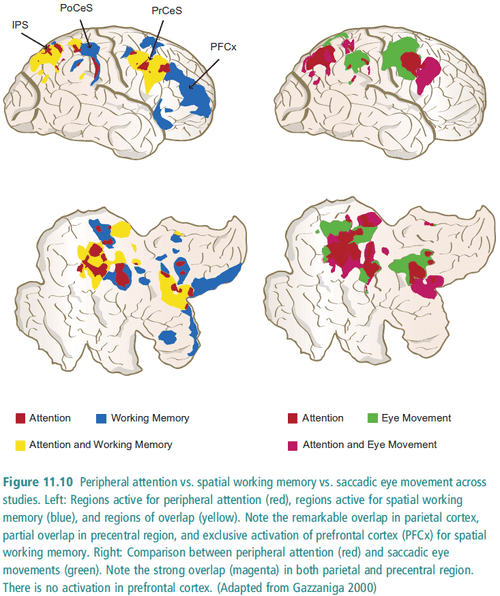 PoCeS
PrCeS
IPS
PFCx
Attention
Working Memory
Attention and Working Memory
Attention
Eye Movement
Attention and Eye Movement
Figure 11.10 Peripheral attention vs. spatial working memory vs. saccadic eye movement across
studies. Left: Regions active for peripheral attention (red), regions active for spatial working
memory (blue), and regions of overlap (yellow). Note the remarkable overlap in parietal cortex,
partial overlap in precentral region, and exclusive activation of prefrontal cortex (PFCx) for spatial
working memory. Right: Comparison between peripheral attention (red) and saccadic eye
movements (green). Note the strong overlap (magenta) in both parietal and precentral region.
There is no activation in prefrontal cortex. (Adapted from Gazzaniga 2000)